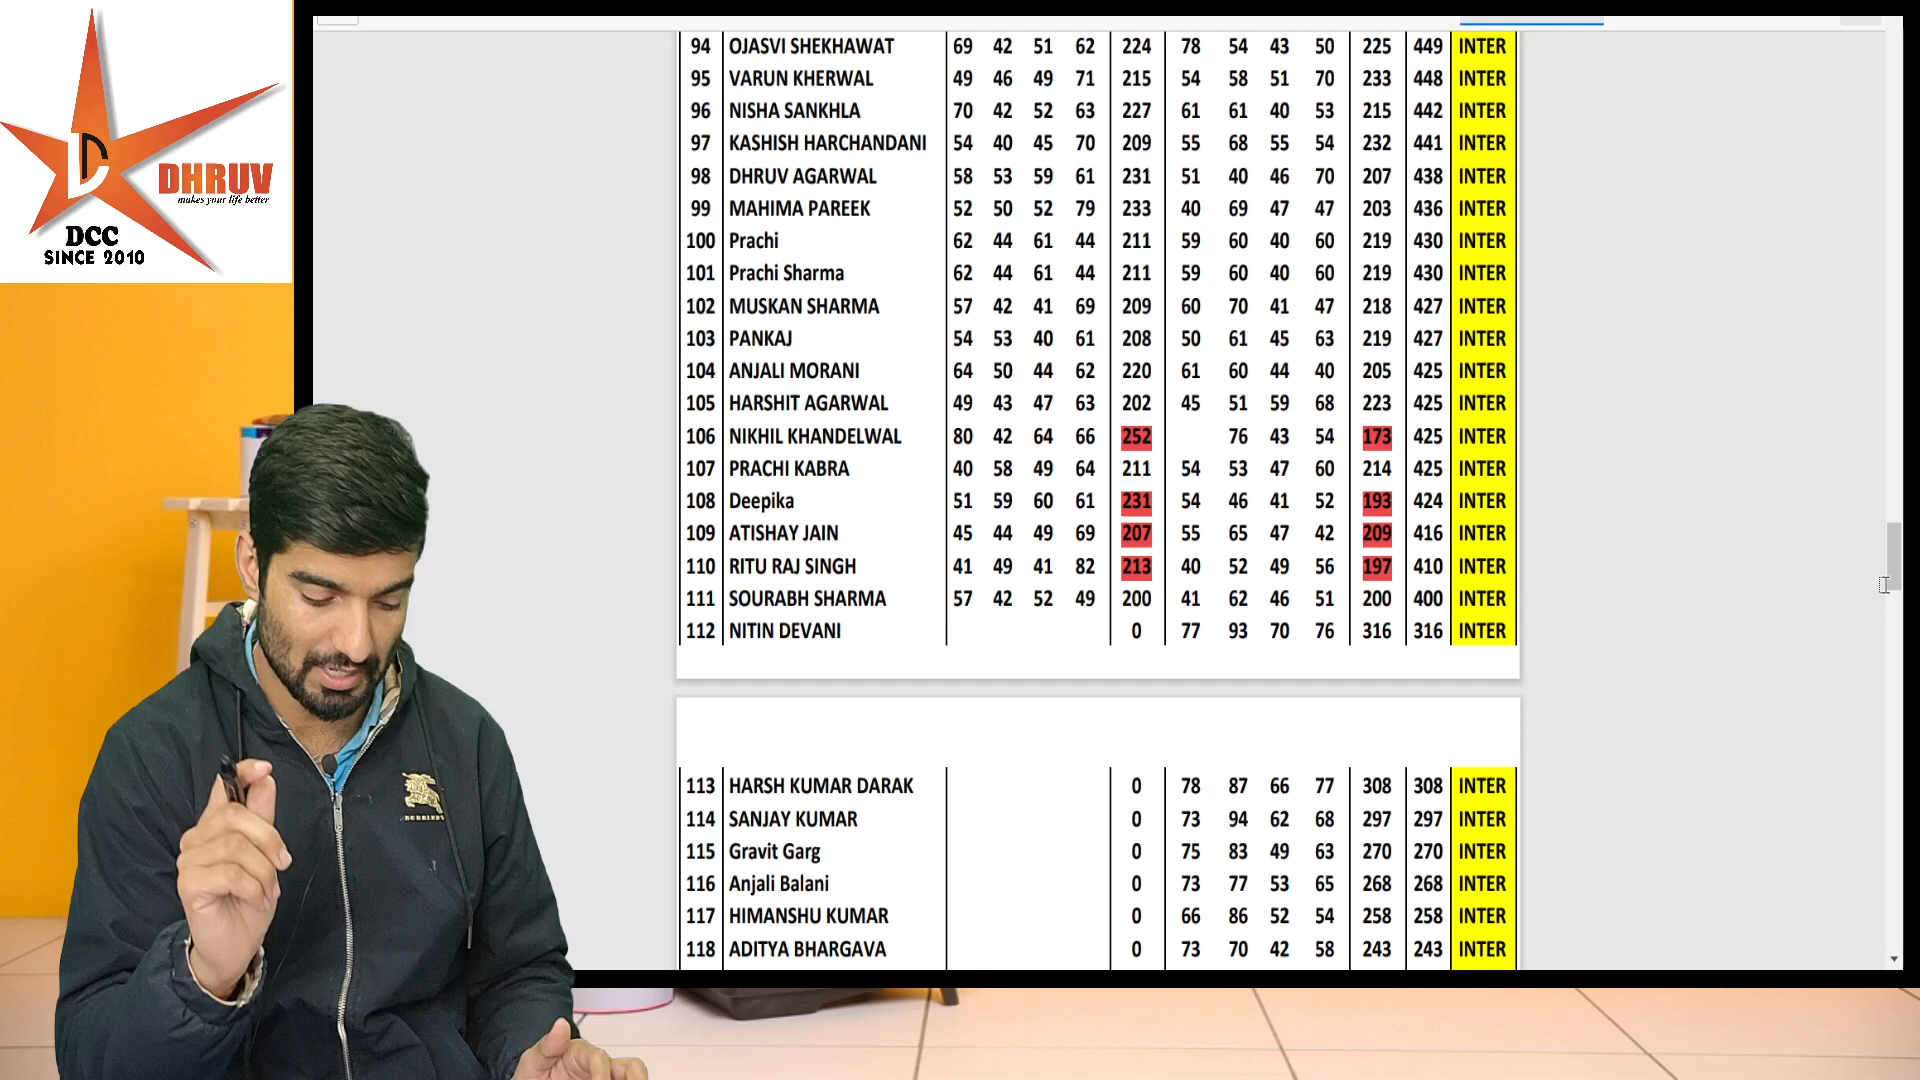 DC
DHRUV
makes your life better
DCC
SINCE 2010
94 OJASVI SHEKHAWAT 69 42 51 62 224 78 54 43 50 225 449 INTER
95 VARUN KHERWAL 49 46 49 71 215 54 58 51 70 233 448 INTER
96 NISHA SANKHLA 70 42 52 63 227 61 61 40 53 215 442 INTER
97 KASHISH HARCHANDANI 54 40 45 70 209 55 68 55 54 232 441 INTER
98 DHRUV AGARWAL 58 53 59 61 231 51 40 46 70 207 438 INTER
99 MAHIMA PAREEK 52 50 52 79 233 40 69 47 47 203 436 INTER
100 Prachi 62 44 61 44 211 59 60 40 60 219 430 INTER
101 Prachi Sharma 62 44 61 44 211 59 60 40 60 219 430 INTER
102 MUSKAN SHARMA 57 42 41 69 209 60 70 41 47 218 427 INTER
103 PANKAJ 54 53 40 61 208 50 61 45 63 219 427 INTER
104 ANJALI MORANI 64 50 44 62 220 61 60 44 40 205 425 INTER
105 HARSHIT AGARWAL 49 43 47 63 202 45 51 59 68 223 425 INTER
106 NIKHIL KHANDELWAL 80 42 64 66 252 76 43 54 173 425 INTER
107 PRACHI KABRA 40 58 49 64 211 54 53 47 60 214 425 INTER
108 Deepika 51 59 60 61 231 54 46 41 52 193 424 INTER
109 ATISHAY JAIN 45 44 49 69 207 55 65 47 42 209 416 INTER
110 RITU RAJ SINGH 41 49 41 82 213 40 52 49 56 197 410 INTER
111 SOURABH SHARMA 57 42 52 49 200 41 62 46 51 200 400 INTER
112 NITIN DEVANI 0 77 93 70 76 316 316 INTER
113 HARSH KUMAR DARAK 0 78 87 66 77 308 308 INTER
114 SANJAY KUMAR 0 73 94 62 68 297 297 INTER
115 Gravit Garg 0 75 83 49 63 270 270 INTER
116 Anjali Balani 0 73 77 53 65 268 268 INTER
117 HIMANSHU KUMAR 0 66 86 52 54 258 258 INTER
118 ADITYA BHARGAVA 0 73 70 42 58 243 243 INTER